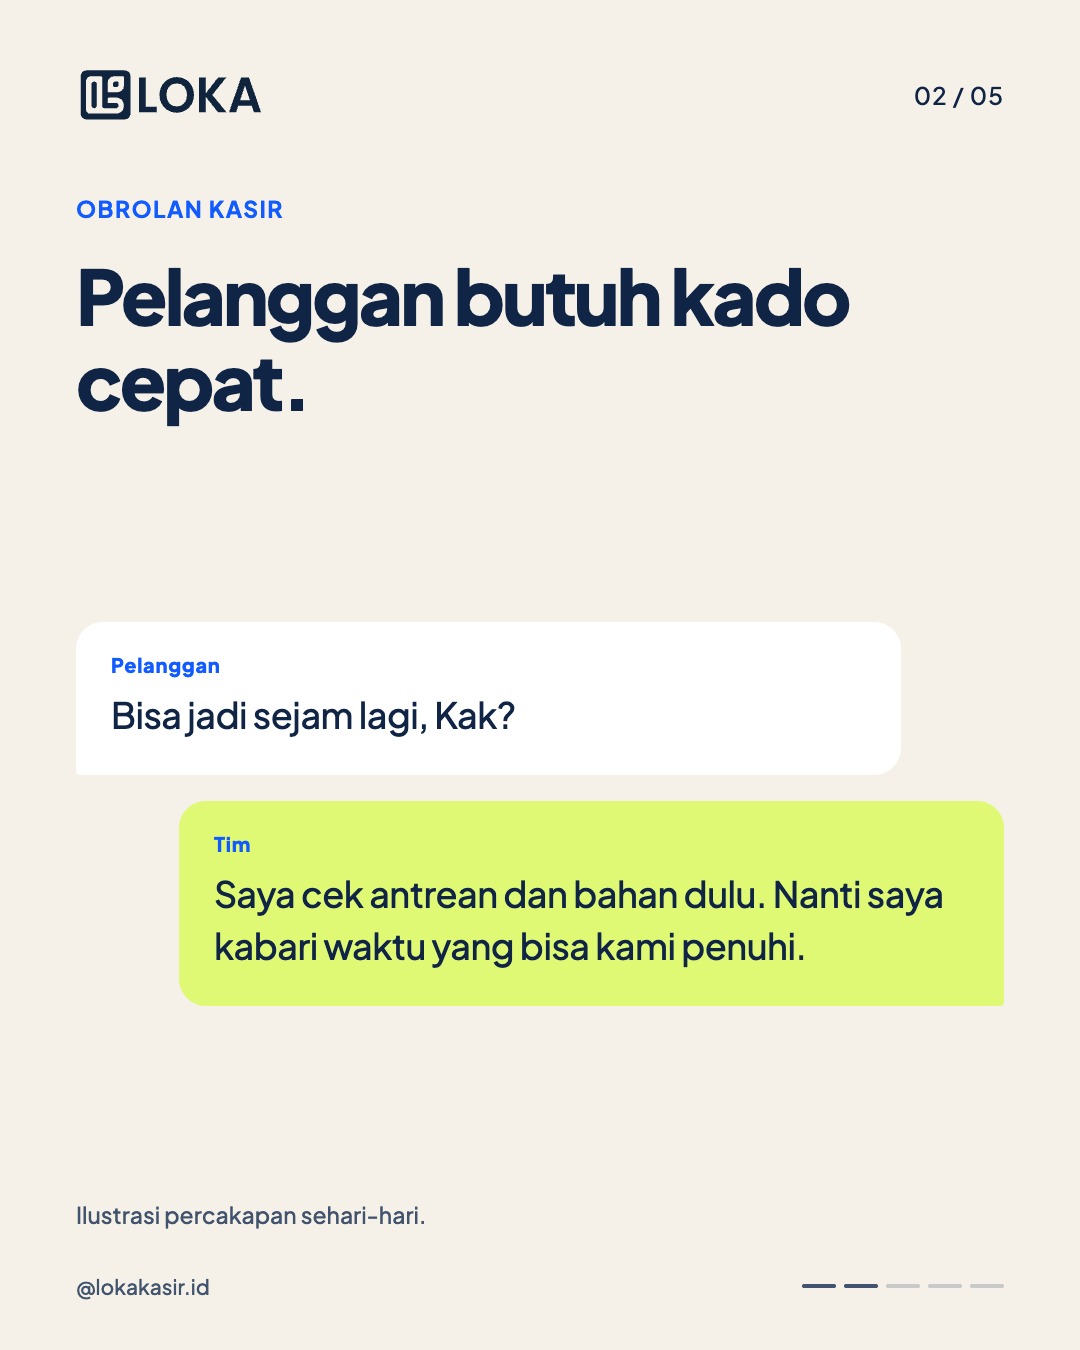 LOKA
02 / 05
OBROLAN KASIR
Pelanggan butuh kado
cepat.
Pelanggan
Bisa jadi sejam lagi, Kak?
Tim
Saya cek antrean dan bahan dulu. Nanti saya
kabari waktu yang bisa kami penuhi.
Ilustrasi percakapan sehari-hari.
@lokakasir.id